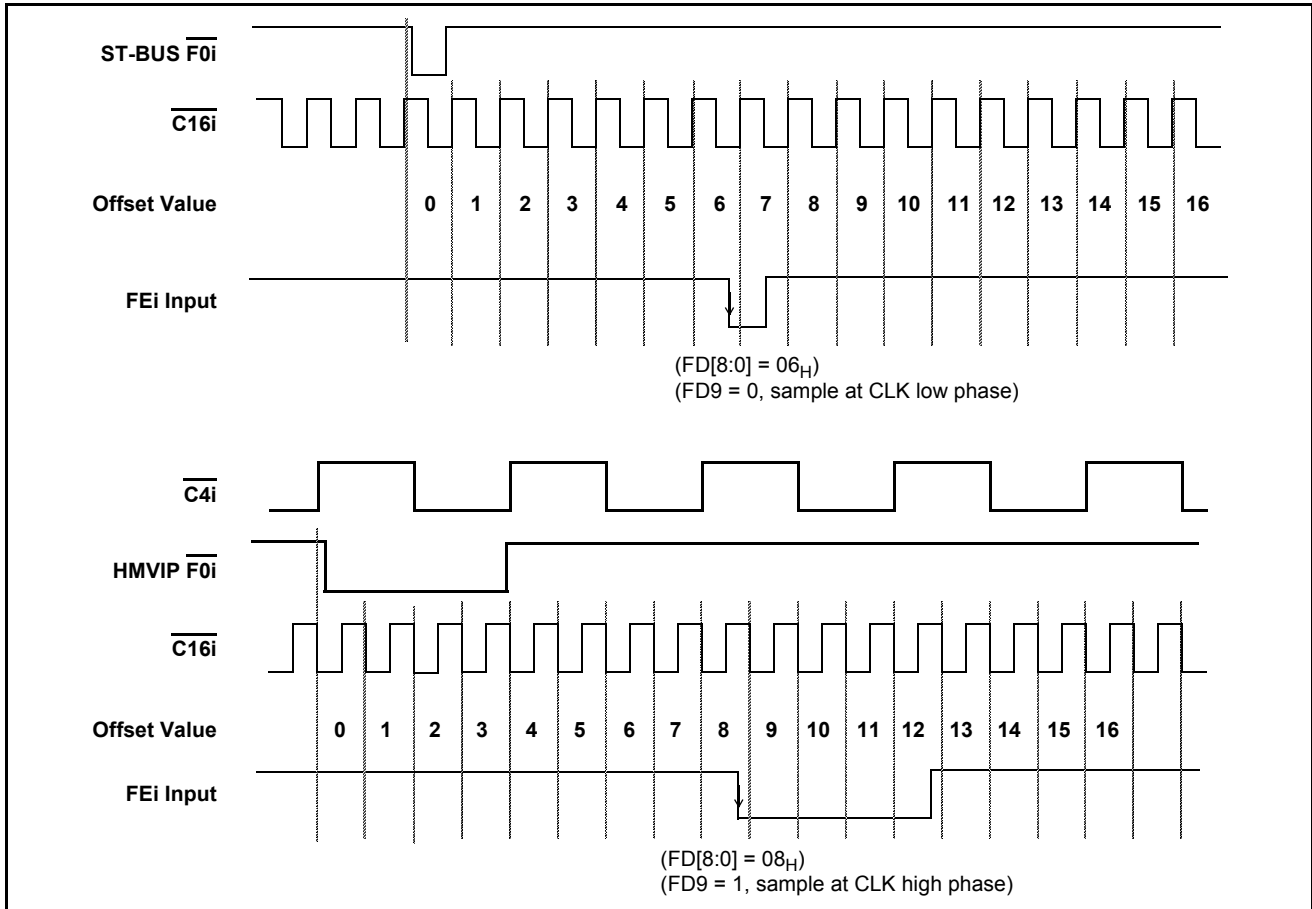 ST-BUS F0i
C16i
Offset Value 0 1 2 3 4 5 6 7 8 9 10 11 12 13 14 15 16
FEi Input
(FD[8:0] = 06H)
(FD9 = 0, sample at CLK low phase)
C4i
HMVIP F0i
C16i
Offset Value 0 1 2 3 4 5 6 7 8 9 10 11 12 13 14 15 16
FEi Input
(FD[8:0] = 08H)
(FD9 = 1, sample at CLK high phase)